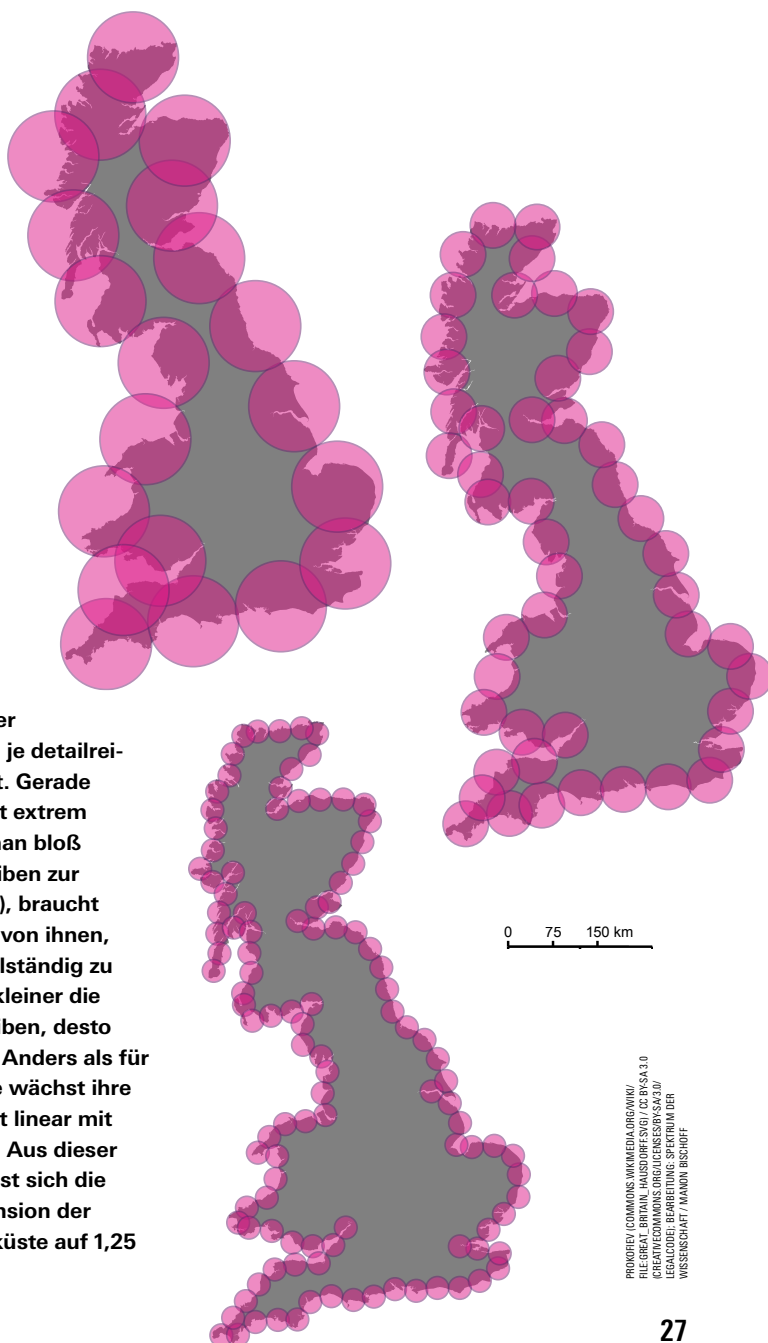 er
je detailrei-
t. Gerade
t extrem
an bloß
iben zur
), braucht
von ihnen,
lständig zu
kleiner die
iben, desto
Anders als für
e wächst ihre
t linear mit
Aus dieser
st sich die
nsion der
küste auf 1,25
0 75 150 km
PROKOFIEV (COMMONS.WIKIMEDIA.ORG/WIKI/
FILE:GREAT_BRITAIN_HAUSDORFF.SVG) / CC BY-SA 3.0
(CREATIVECOMMONS.ORG/LICENSES/BY-SA/3.0/
LEGALCODE); BEARBEITUNG: SPEKTRUM DER
WISSENSCHAFT / MANON BISCHOFF
27